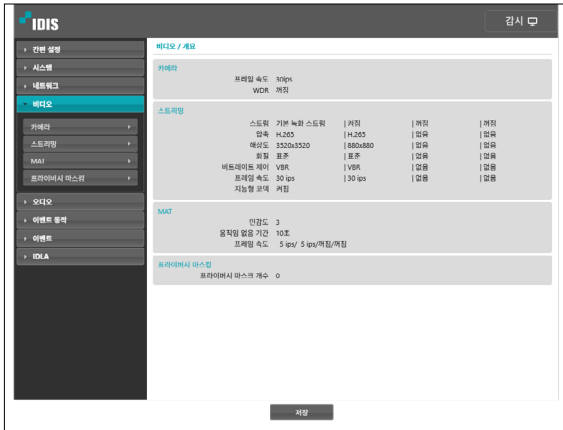 IDIS
감시
간편 설정
시스템
네트워크
비디오
카메라
스트리밍
MAT
프라이버시 마스킹
오디오
이벤트 동작
이벤트
IDLA
비디오 / 개요
카메라
프레임 속도 30ips
WDR 꺼짐
스트리밍
스트림 기본 녹화 스트림 | 켜짐 | 꺼짐 | 꺼짐
압축 H.265 | H.265 | 없음 | 없음
해상도 3520x3520 | 880x880 | 없음 | 없음
화질 표준 | 표준 | 없음 | 없음
비트레이트 제어 VBR | VBR | 없음 | 없음
프레임 속도 30 ips | 30 ips | 없음 | 없음
지능형 코덱 켜짐
MAT
민감도 3
움직임 없음 기간 10초
프레임 속도 5 ips/ 5 ips/꺼짐/꺼짐
프라이버시 마스킹
프라이버시 마스크 개수 0
저장